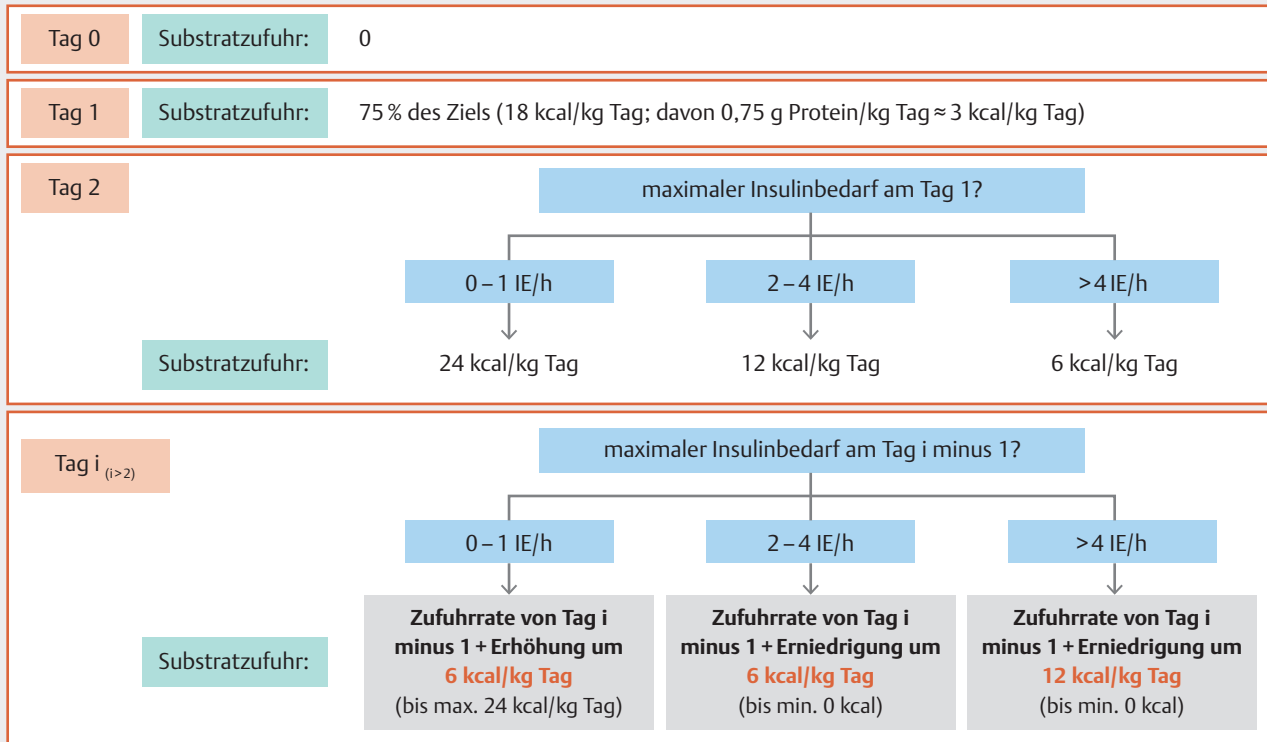 Tag 0 Substratzufuhr: 0
Tag 1 Substratzufuhr: 75 % des Ziels (18 kcal/kg Tag; davon 0,75 g Protein/kg Tag ≈ 3 kcal/kg Tag)
Tag 2 maximaler Insulinbedarf am Tag 1?
0 – 1 IE/h 2 – 4 IE/h > 4 IE/h
Substratzufuhr: 24 kcal/kg Tag 12 kcal/kg Tag 6 kcal/kg Tag
Tag i (i>2) maximaler Insulinbedarf am Tag i minus 1?
0 – 1 IE/h 2 – 4 IE/h > 4 IE/h
Substratzufuhr:
Zufuhrrate von Tag i
minus 1 + Erhöhung um
6 kcal/kg Tag
(bis max. 24 kcal/kg Tag)
Zufuhrrate von Tag i
minus 1 + Erniedrigung um
6 kcal/kg Tag
(bis min. 0 kcal)
Zufuhrrate von Tag i
minus 1 + Erniedrigung um
12 kcal/kg Tag
(bis min. 0 kcal)